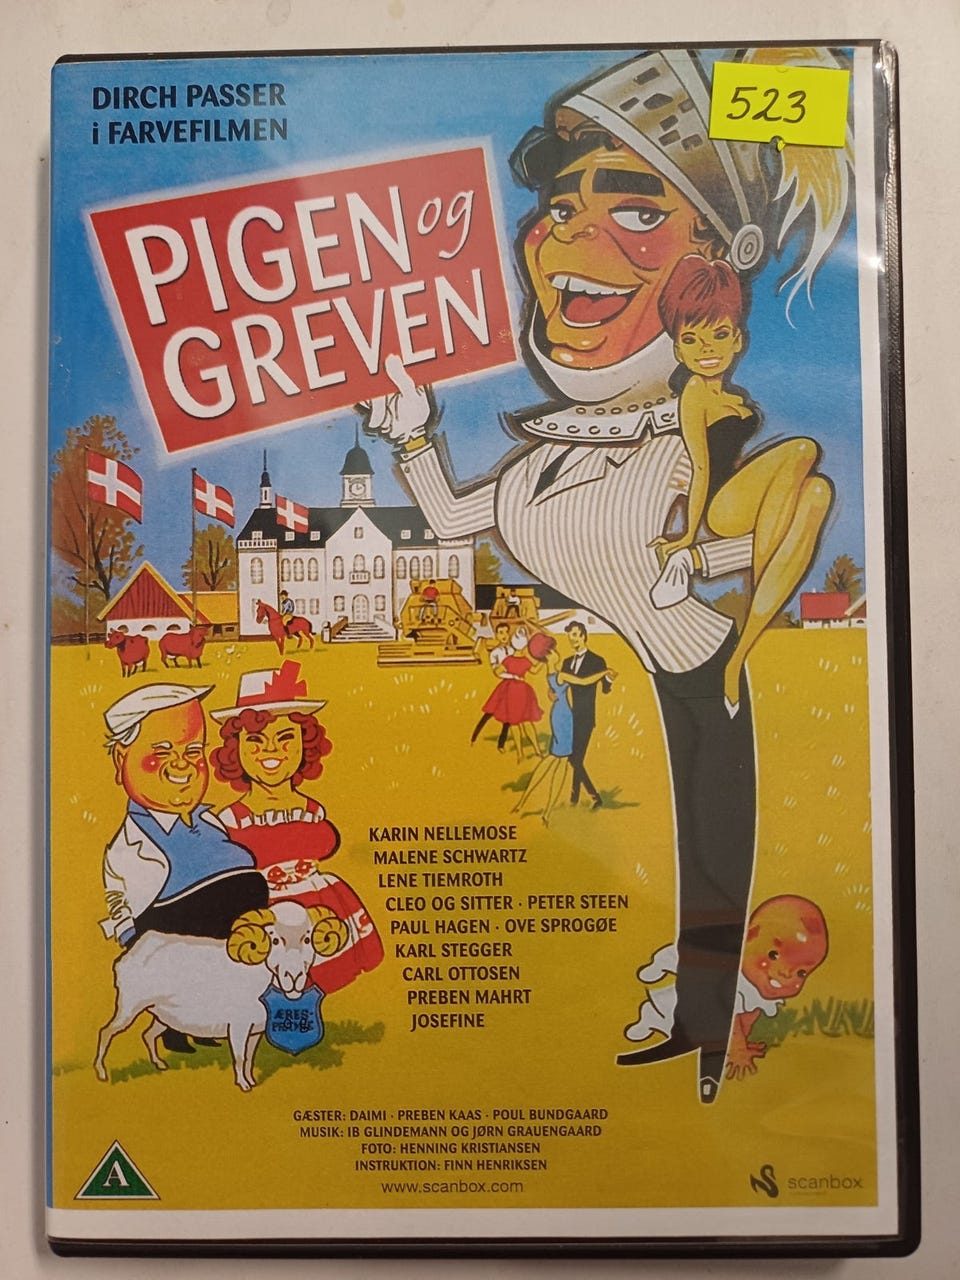 DIRCH PASSER
i FARVEFILMEN
523
PIGEN og
GREVEN
KARIN NELLEMOSE
MALENE SCHWARTZ
LENE TIEMROTH
CLEO OG SITTER · PETER STEEN
PAUL HAGEN · OVE SPROGØE
KARL STEGGER
CARL OTTOSEN
PREBEN MAHRT
JOSEFINE
ÆRES-
PRÆMIE
GÆSTER: DAIMI · PREBEN KAAS · POUL BUNDGAARD
MUSIK: IB GLINDEMANN OG JØRN GRAUENGAARD
FOTO: HENNING KRISTIANSEN
INSTRUKTION: FINN HENRIKSEN
www.scanbox.com
A
scanbox